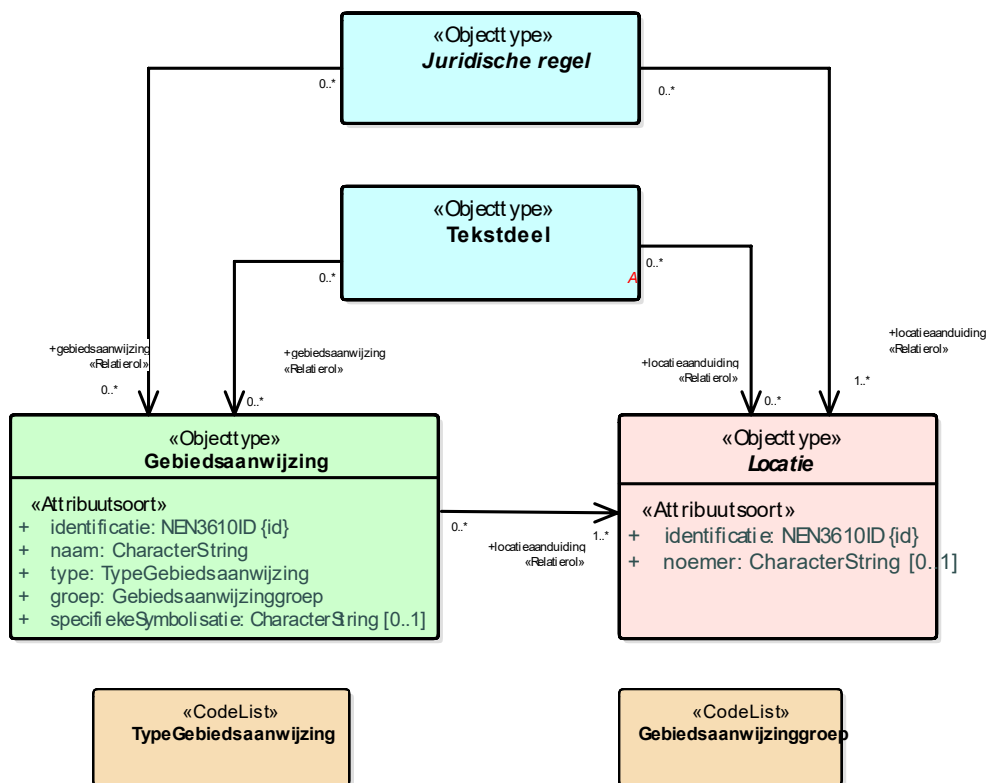 «Objecttype»
Juridische regel
0..*
0..*
«Objecttype»
Tekstdeel
0..*
0..*
A
+gebiedsaanwijzing
«Relatierol»
0..*
+gebiedsaanwijzing
«Relatierol»
0..*
+locatieaanduiding
«Relatierol»
0..*
+locatieaanduiding
«Relatierol»
1..*
«Objecttype»
Gebiedsaanwijzing
«Attribuutsoort»
+ identificatie: NEN3610ID {id}
+ naam: CharacterString
+ type: TypeGebiedsaanwijzing
+ groep: Gebiedsaanwijzinggroep
+ specifiekeSymbolisatie: CharacterString [0..1]
0..*
+locatieaanduiding
«Relatierol»
1..*
«Objecttype»
Locatie
«Attribuutsoort»
+ identificatie: NEN3610ID {id}
+ noemer: CharacterString [0..1]
«CodeList»
TypeGebiedsaanwijzing
«CodeList»
Gebiedsaanwijzinggroep